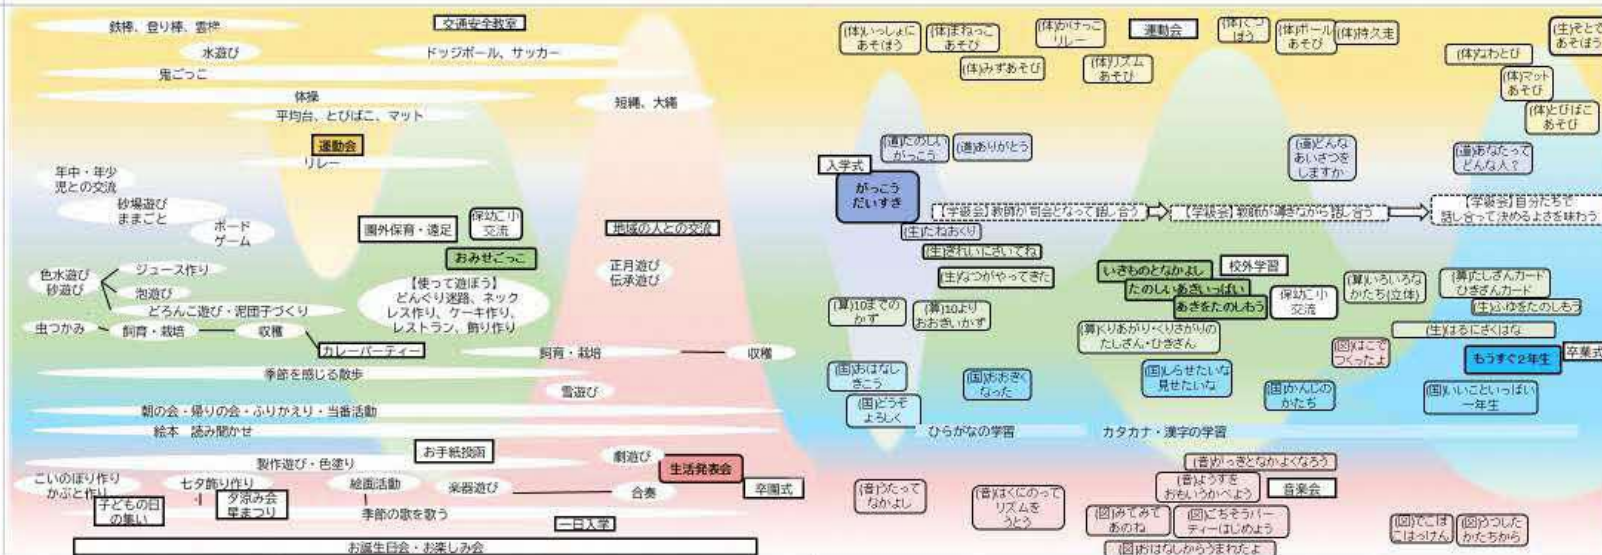 鉄棒、登り棒、雲梯
交通安全教室
水遊び
ドッジボール、サッカー
鬼ごっこ
体操
短縄、大縄
平均台、とびばこ、マット
運動会
リレー
年中・年少
児との交流
砂場遊び
ままごと
ボード
ゲーム
園外保育・遠足
保幼こ小
交流
地域の人との交流
おみせごっこ
色水遊び
砂遊び
ジュース作り
泡遊び
どろんこ遊び・泥団子づくり
【使って遊ぼう】
どんぐり迷路、ネック
レス作り、ケーキ作り、
レストラン、飾り作り
正月遊び
伝承遊び
虫つかみ
飼育・栽培
収穫
カレーパーティー
飼育・栽培
収穫
季節を感じる散歩
雪遊び
朝の会・帰りの会・ふりかえり・当番活動
絵本 読み聞かせ
お手紙投函
製作遊び・色塗り
劇遊び
生活発表会
こいのぼり作り
かぶと作り
七夕飾り作り
絵画活動
楽器遊び
合奏
卒園式
子どもの日
の集い
夕涼み会
星まつり
季節の歌を歌う
一日入学
お誕生日会・お楽しみ会
(体)いっしょに
あそぼう
(体)まねっこ
あそび
(体)かけっこ
リレー
運動会
(体)てつ
ぼう
(体)ボール
あそび
(体)持久走
(生)そとで
あそぼう
(体)みずあそび
(体)リズム
あそび
(体)なわとび
(体)マット
あそび
(体)とびばこ
あそび
(道)たのしい
がっこう
(道)ありがとう
(道)どんな
あいさつを
しますか
(道)あなたって
どんな人?
入学式
がっこう
だいすき
【学級会】教師が司会となって話し合う
【学級会】教師が導きながら話し合う
【学級会】自分たちで
話し合って決めるよさを味わう
(生)たねおくり
(生)きれいにさいてね
(生)なつがやってきた
いきものとなかよし
たのしいあきいっぱい
あきをたのしもう
校外学習
保幼こ小
交流
(算)いろいろな
かたち(立体)
(算)たしざんカード
ひきざんカード
(生)ふゆをたのしもう
(算)10までの
かず
(算)10より
おおきいかず
(算)くりあがり・くりさがりの
たしざん・ひきざん
(生)はるにさくはな
(図)はこで
つくったよ
もうすぐ2年生
卒業式
(国)おはなし
きこう
(国)おおきく
なった
(国)しらせたいな
見せたいな
(国)かんじの
かたち
(国)いいこといっぱい
一年生
(国)どうぞ
よろしく
ひらがなの学習
カタカナ・漢字の学習
(音)がっきとなかよくなろう
(音)うたって
なかよし
(音)はくにのって
リズムを
うとう
(音)ようすを
おもいうかべよう
音楽会
(図)みてみて
あのね
(図)ごちそうパー
ティーはじめよう
(図)でこぼ
こはっけん
(図)うつした
かたちから
(図)おはなしからうまれたよ